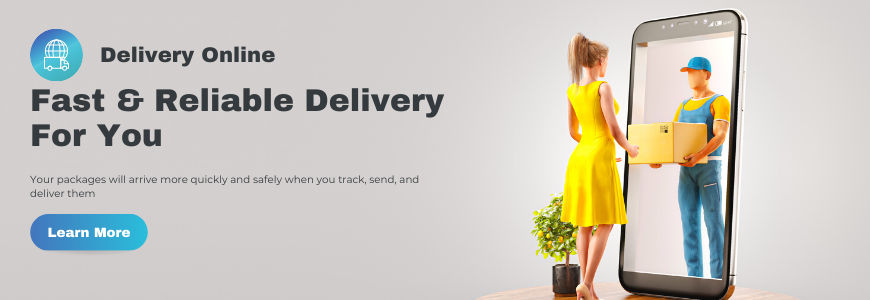 Delivery Online
Fast & Reliable Delivery
For You
Your packages will arrive more quickly and safely when you track, send, and
deliver them
Learn More